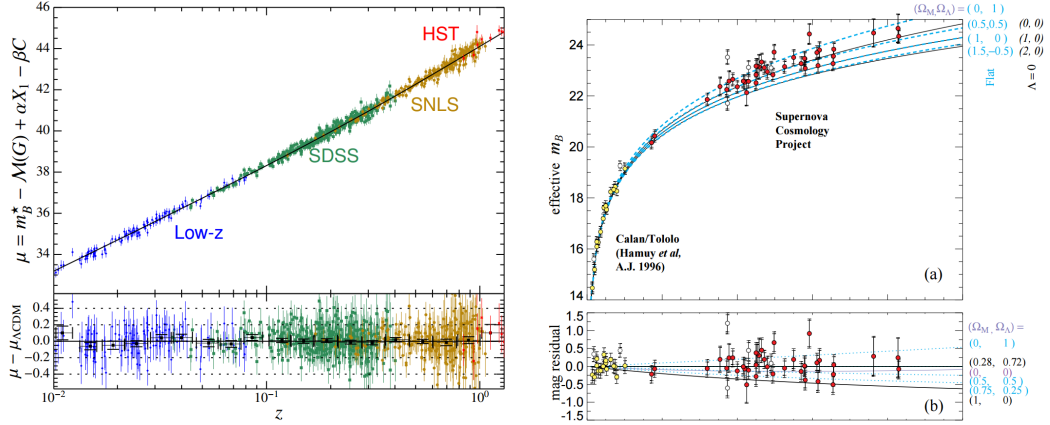 μ = m*B − M(G) + αX1 − βC
44
42
40
38
36
34
HST
SNLS
SDSS
Low-z
μ − μΛCDM
0.4
0.2
0.0
−0.2
−0.4
10−2
10−1
100
z
(ΩM,ΩΛ) =
( 0, 1 )
(0.5,0.5) (0, 0)
( 1, 0 ) (1, 0)
(1.5,−0.5) (2, 0)
Flat
Λ = 0
effective mB
24
22
20
18
16
14
Supernova
Cosmology
Project
Calan/Tololo
(Hamuy et al,
A.J. 1996)
(a)
mag residual
1.5
1.0
0.5
0.0
-0.5
-1.0
-1.5
(ΩM, ΩΛ) =
(0, 1)
(0.28, 0.72)
(0, 0)
(0.5, 0.5 )
(0.75, 0.25 )
(1, 0)
(b)